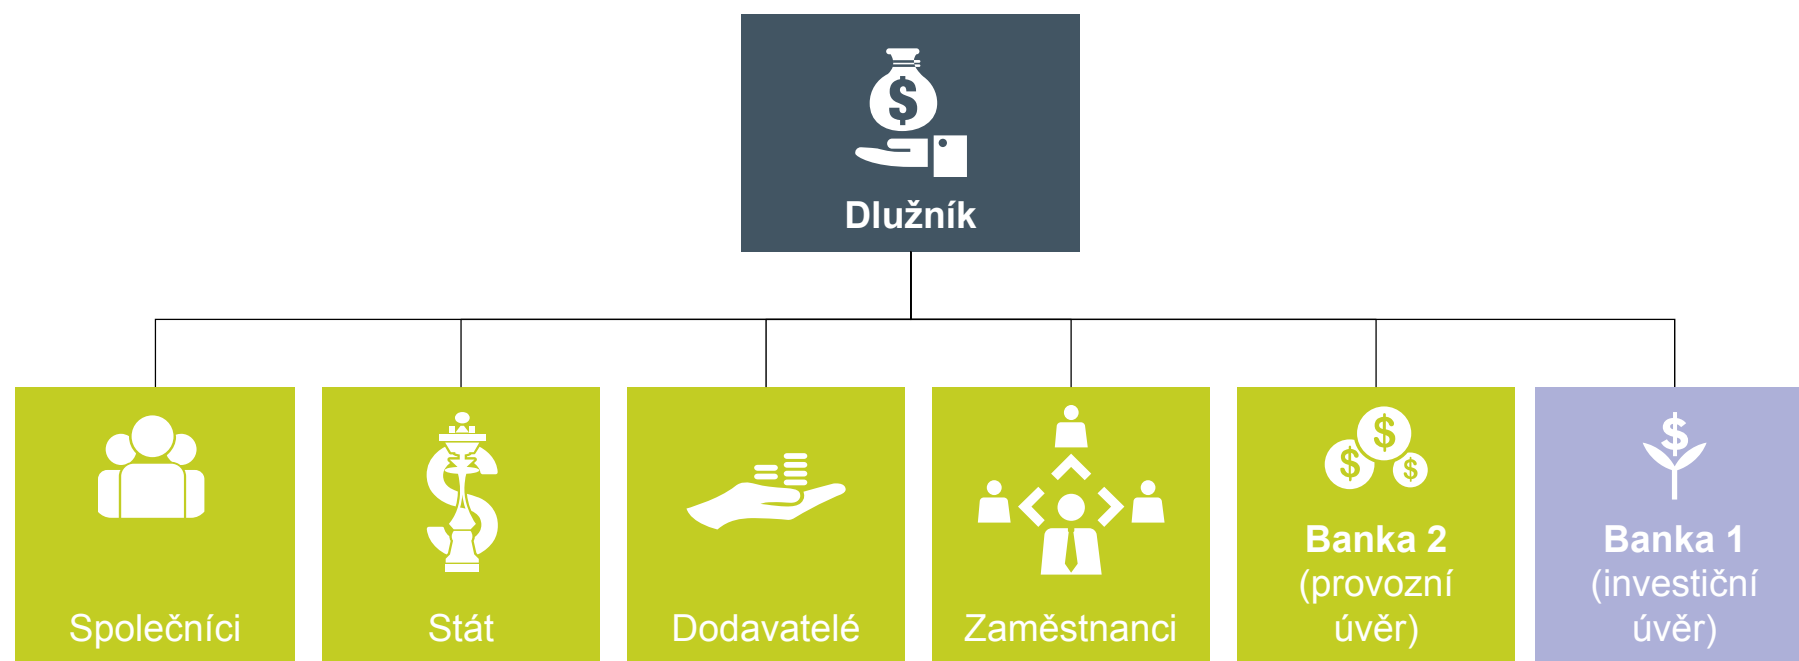 Dlužník
Společníci
Stát
Dodavatelé
Zaměstnanci
Banka 2
(provozní
úvěr)
Banka 1
(investiční
úvěr)